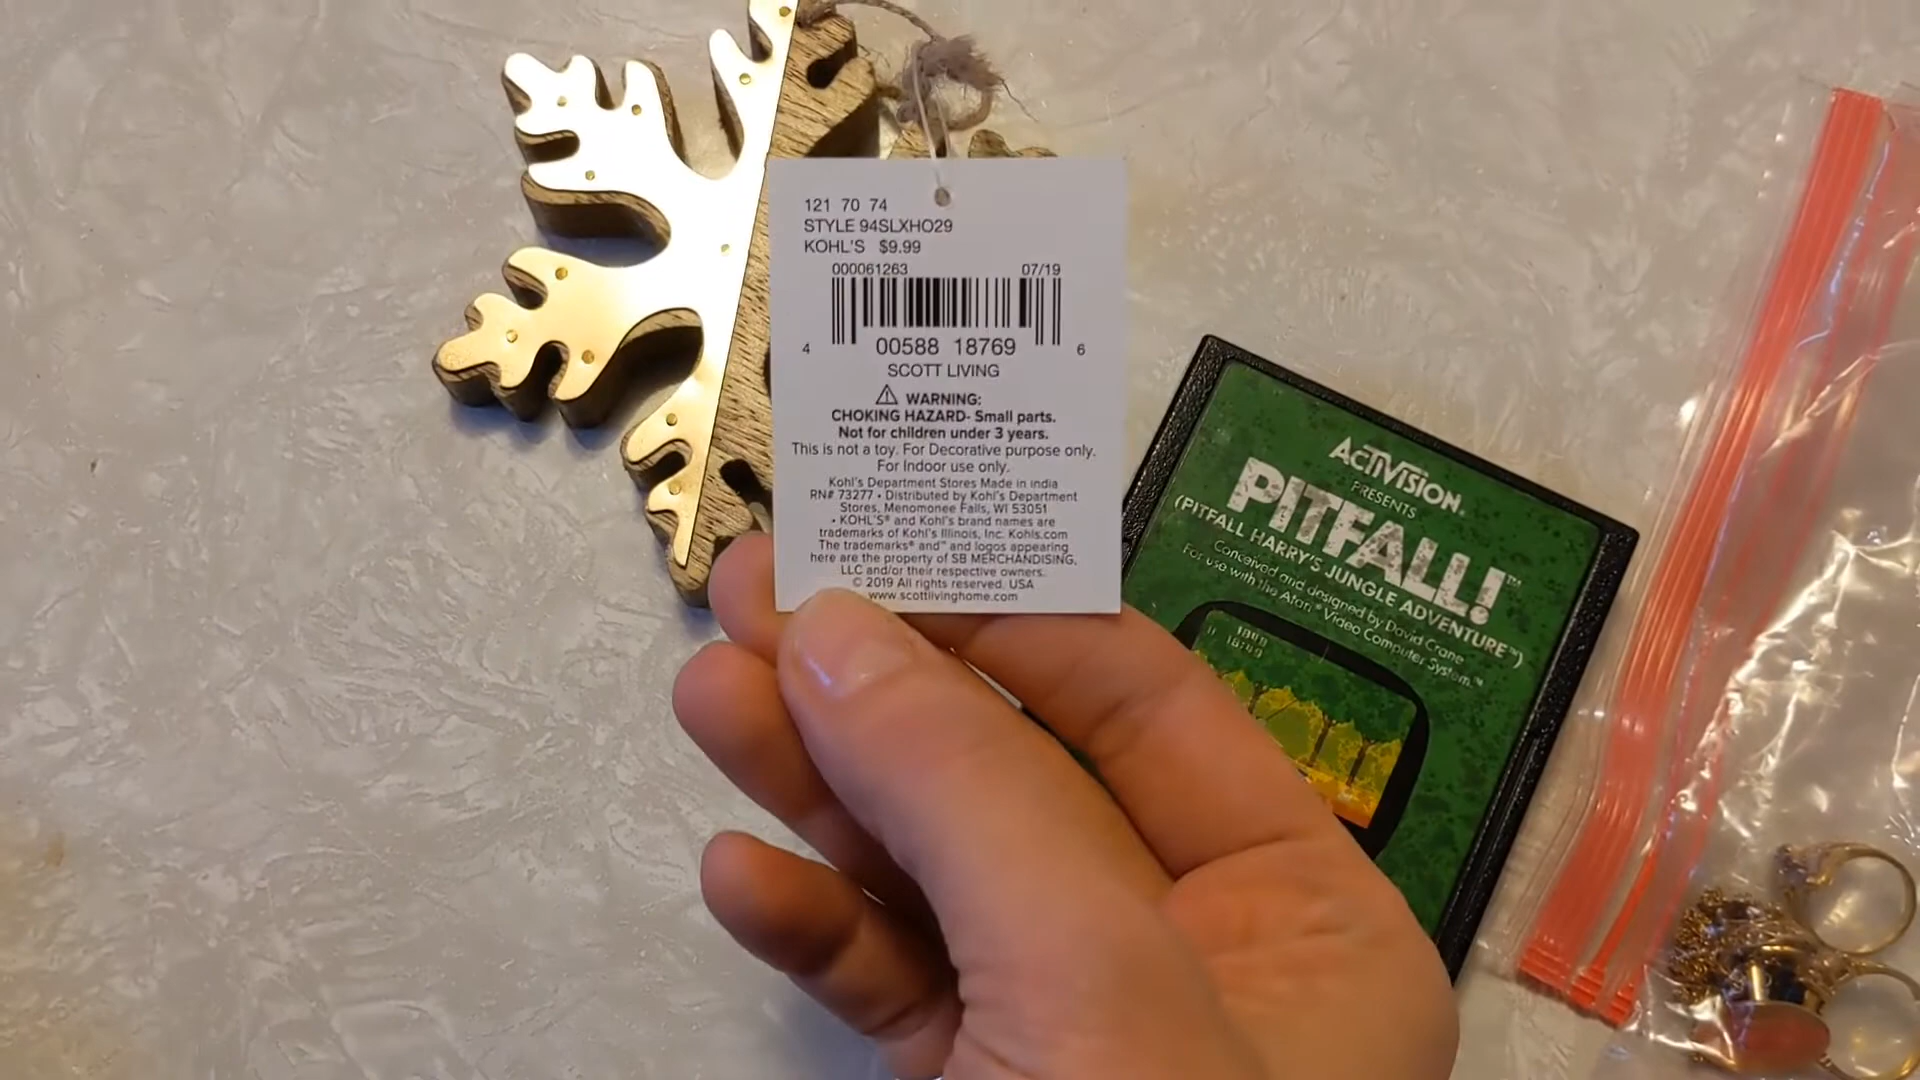 121 70 74
STYLE 94SLXHO29
KOHL'S $9.99
000061263 07/19
4 00588 18769 6
SCOTT LIVING
⚠ WARNING:
CHOKING HAZARD- Small parts.
Not for children under 3 years.
This is not a toy. For Decorative purpose only.
For Indoor use only.
Kohl's Department Stores Made in India
RN# 73277 • Distributed by Kohl's Department
Stores, Menomonee Falls, WI 53051
• KOHL'S® and Kohl's brand names are
trademarks of Kohl's Illinois, Inc. Kohls.com
The trademarks® and™ and logos appearing
here are the property of SB MERCHANDISING,
LLC and/or their respective owners.
© 2019 All rights reserved. USA
www.scottlivinghome.com
ACTIVISION®
PRESENTS
PITFALL!™
(PITFALL HARRY'S JUNGLE ADVENTURE™)
Conceived and designed by David Crane
For use with the Atari® Video Computer System.™